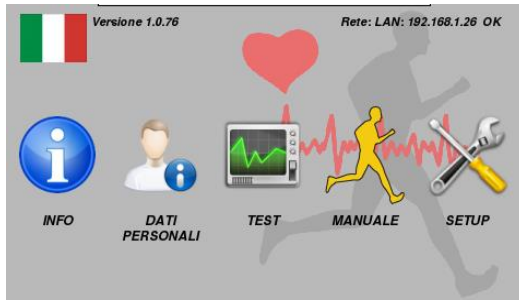 Versione 1.0.76
Rete: LAN: 192.168.1.26 OK
INFO
DATI
PERSONALI
TEST
MANUALE
SETUP